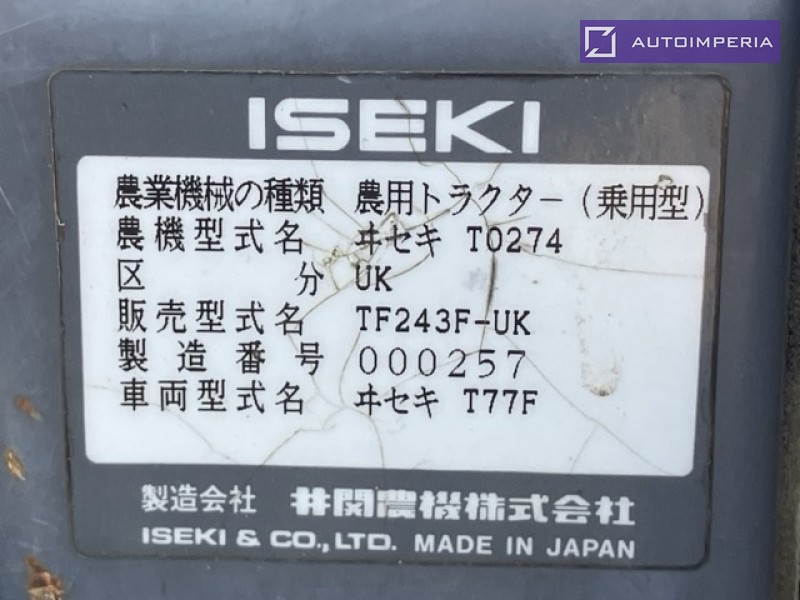 AUTOIMPERIA
ISEKI
農業機械の種類 農用トラクター(乗用型)
農機型式名 ヰセキ T0274
区分 UK
販売型式名 TF243F-UK
製造番号 000257
車両型式名 ヰセキ T77F
製造会社 井関農機株式会社
ISEKI & CO.,LTD. MADE IN JAPAN